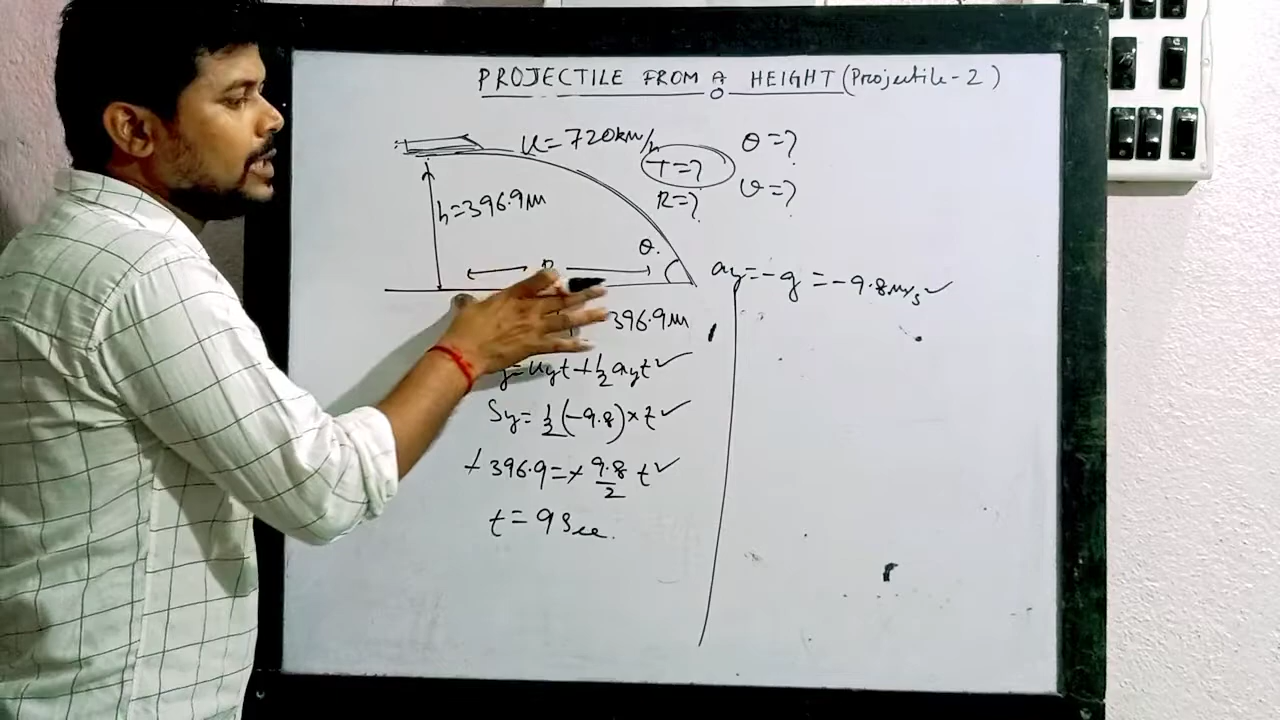 PROJECTILE FROM A HEIGHT (Projectile-2)
u = 720km/h
T = ?
θ = ?
R = ?
v = ?
h = 396.9m
θ
ay = -g = -9.8m/s²
396.9m
uyt + 1/2 ayt²
Sy = 1/2 (-9.8) × t²
+ 396.9 = + 9.8/2 t²
t = 9 Sec.